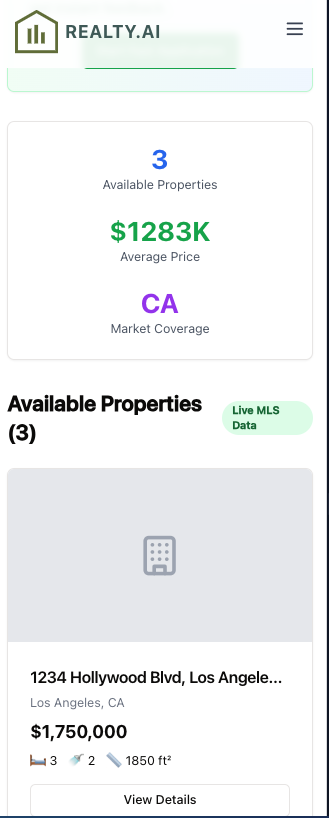 REALTY.AI
3
Available Properties
$1283K
Average Price
CA
Market Coverage
Available Properties
(3)
Live MLS
Data
1234 Hollywood Blvd, Los Angele...
Los Angeles, CA
$1,750,000
3 2 1850 ft²
View Details